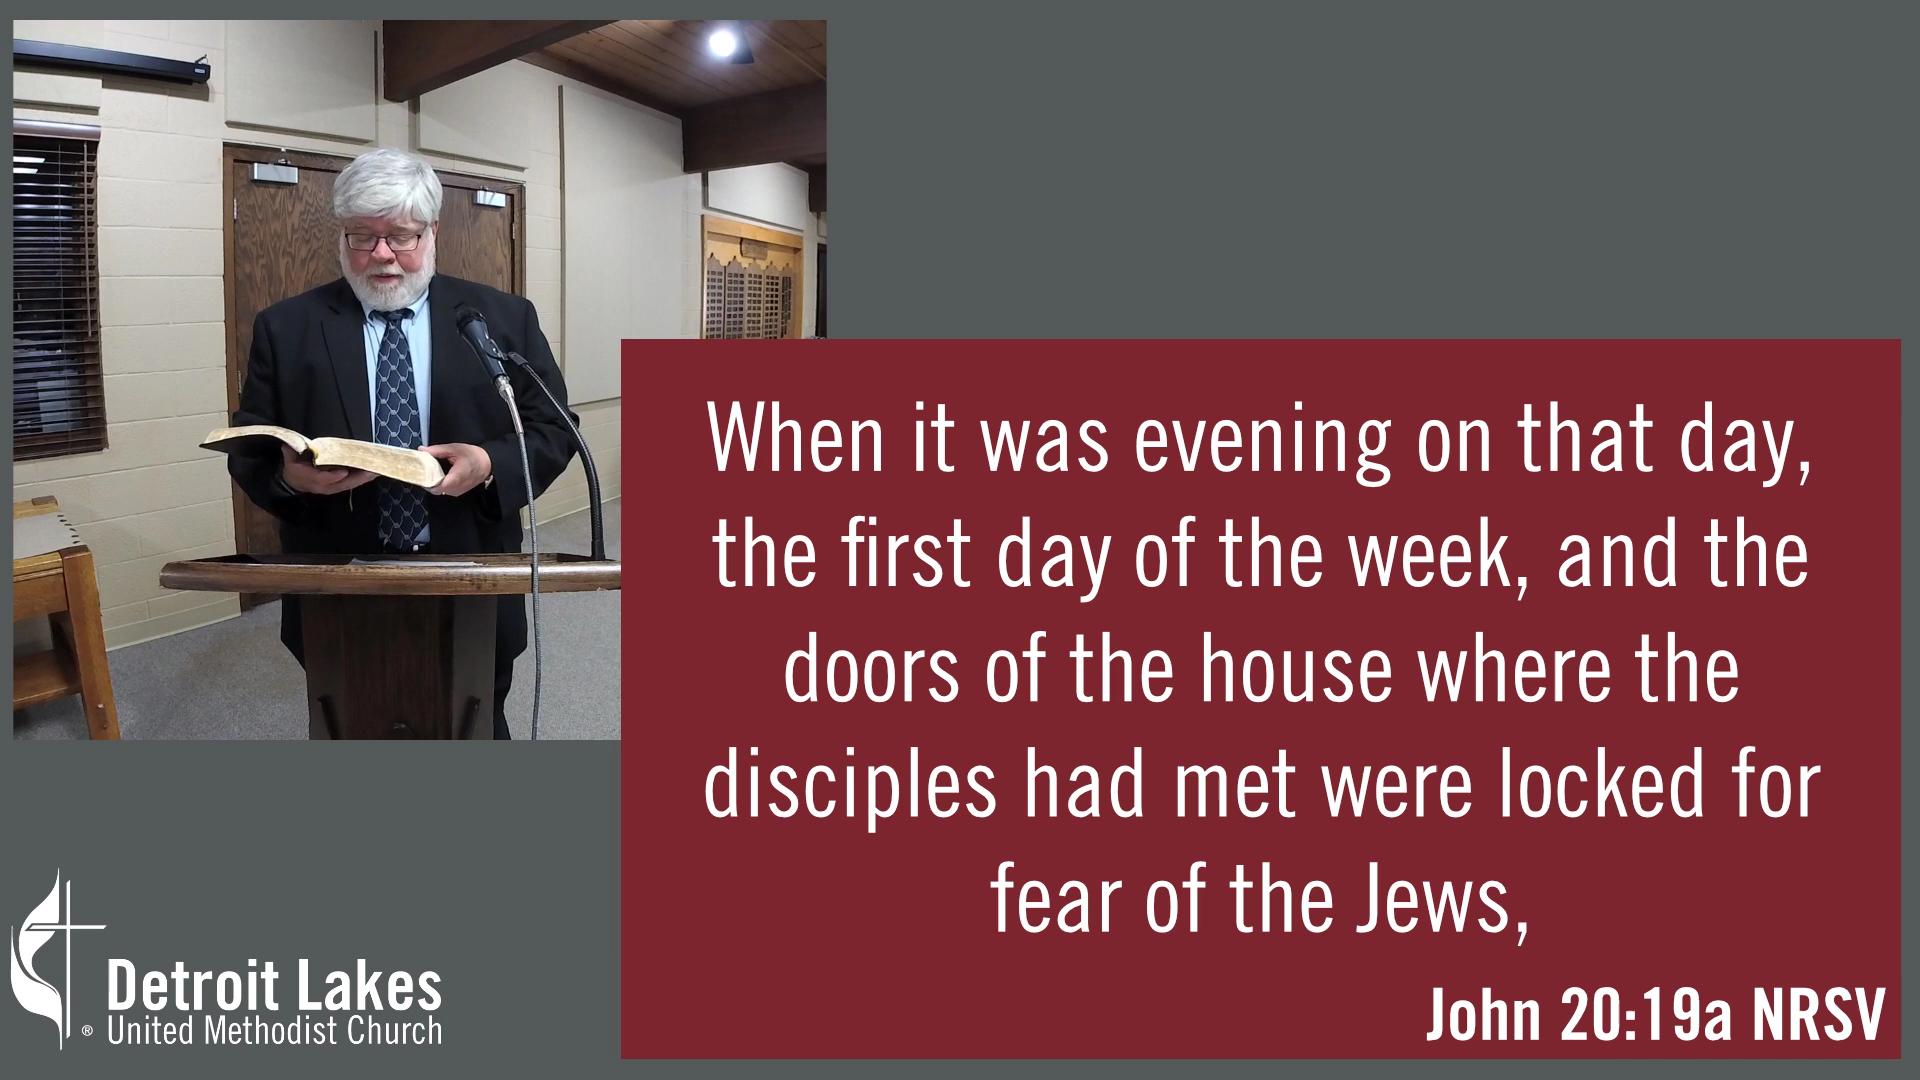 When it was evening on that day,
the first day of the week, and the
doors of the house where the
disciples had met were locked for
fear of the Jews,
John 20:19a NRSV
Detroit Lakes
® United Methodist Church